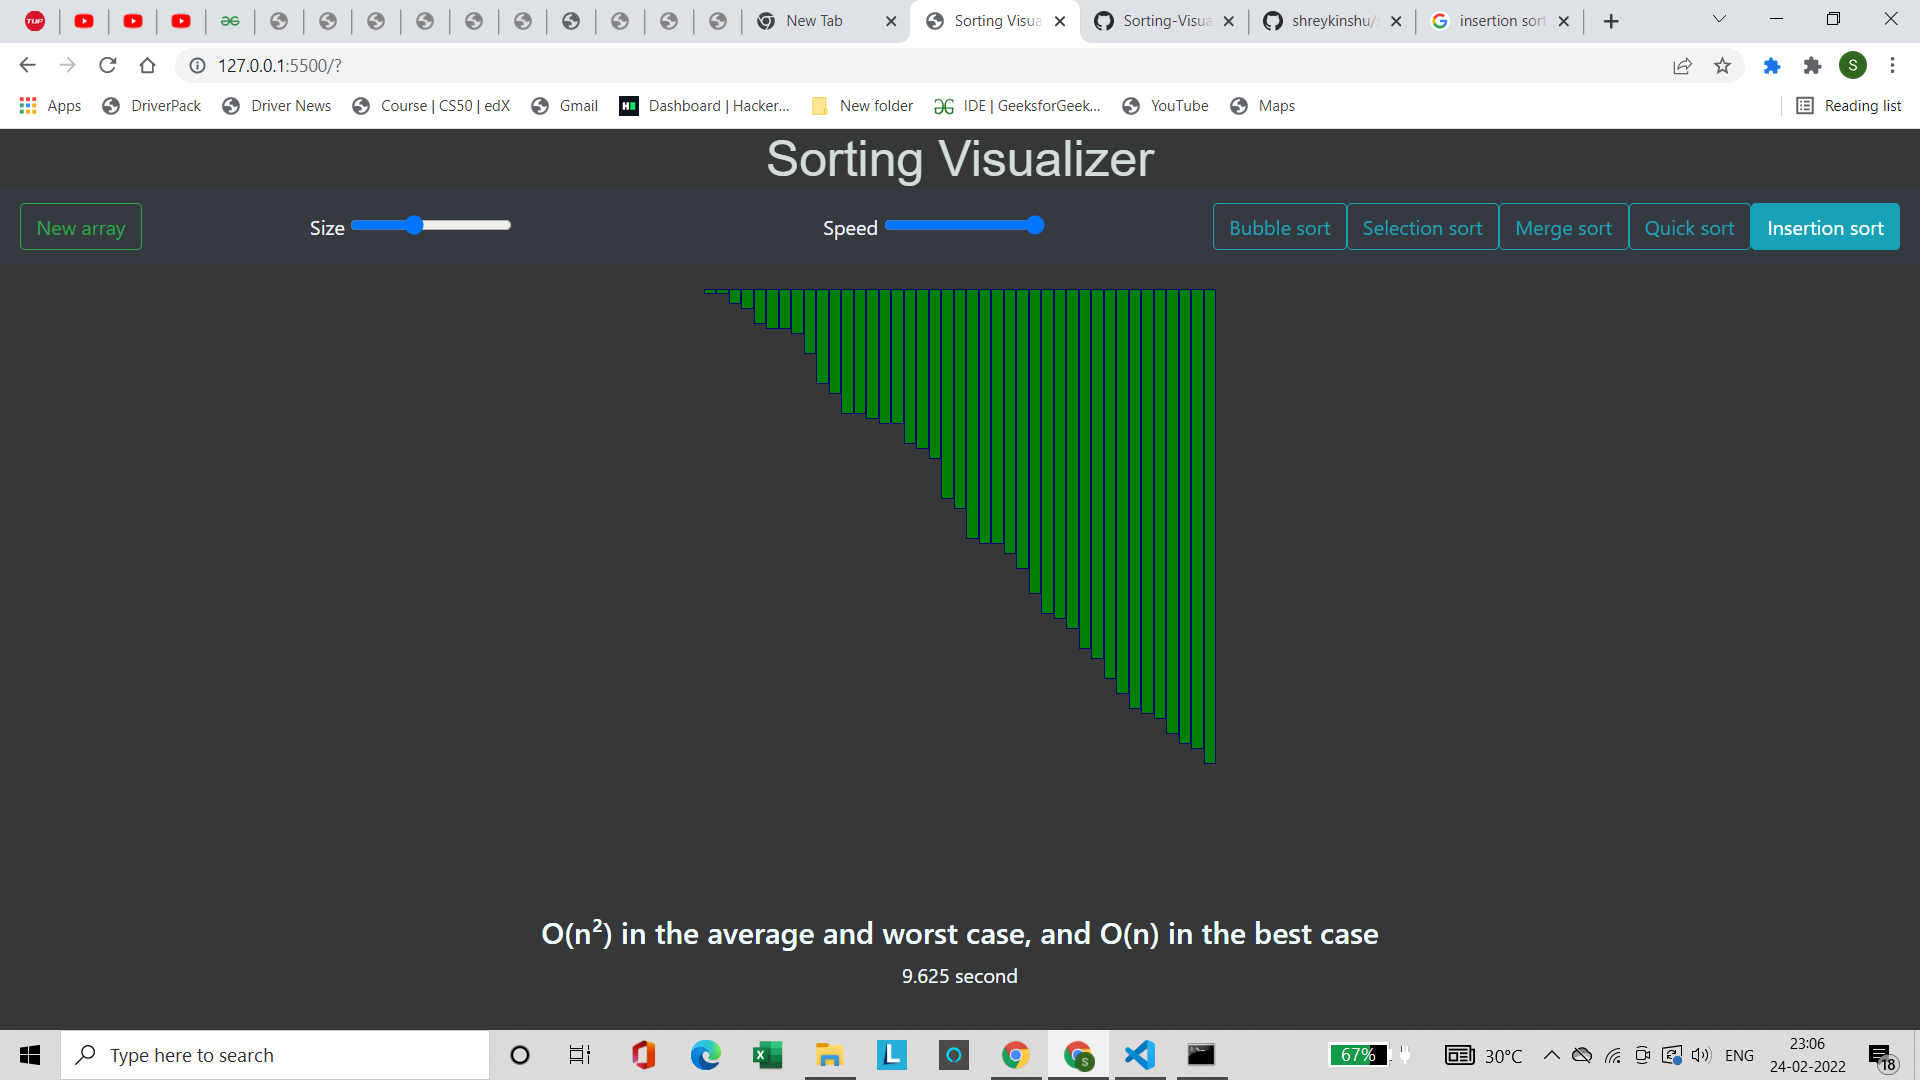 TUF
New Tab
Sorting Visua
Sorting-Visua
shreykinshu/s
insertion sort
127.0.0.1:5500/?
S
Apps
DriverPack
Driver News
Course | CS50 | edX
Gmail
Dashboard | Hacker...
New folder
IDE | GeeksforGeek...
YouTube
Maps
Reading list
Sorting Visualizer
New array
Size
Speed
Bubble sort
Selection sort
Merge sort
Quick sort
Insertion sort
O(n²) in the average and worst case, and O(n) in the best case
9.625 second
Type here to search
L
S
67%
30°C
ENG
23:06
24-02-2022
18